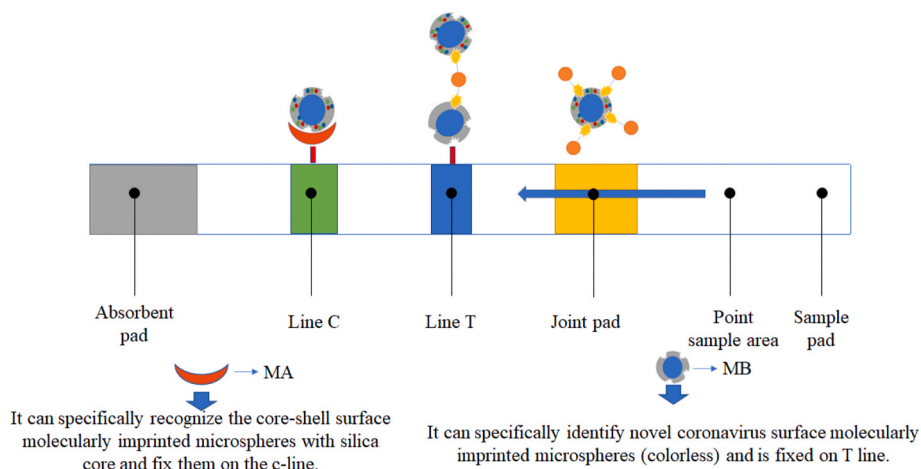 Absorbent
pad
Line C
Line T
Joint pad
Point
sample area
Sample
pad
MA
MB
It can specifically recognize the core-shell surface
molecularly imprinted microspheres with silica
core and fix them on the c-line.
It can specifically identify novel coronavirus surface molecularly
imprinted microspheres (colorless) and is fixed on T line.